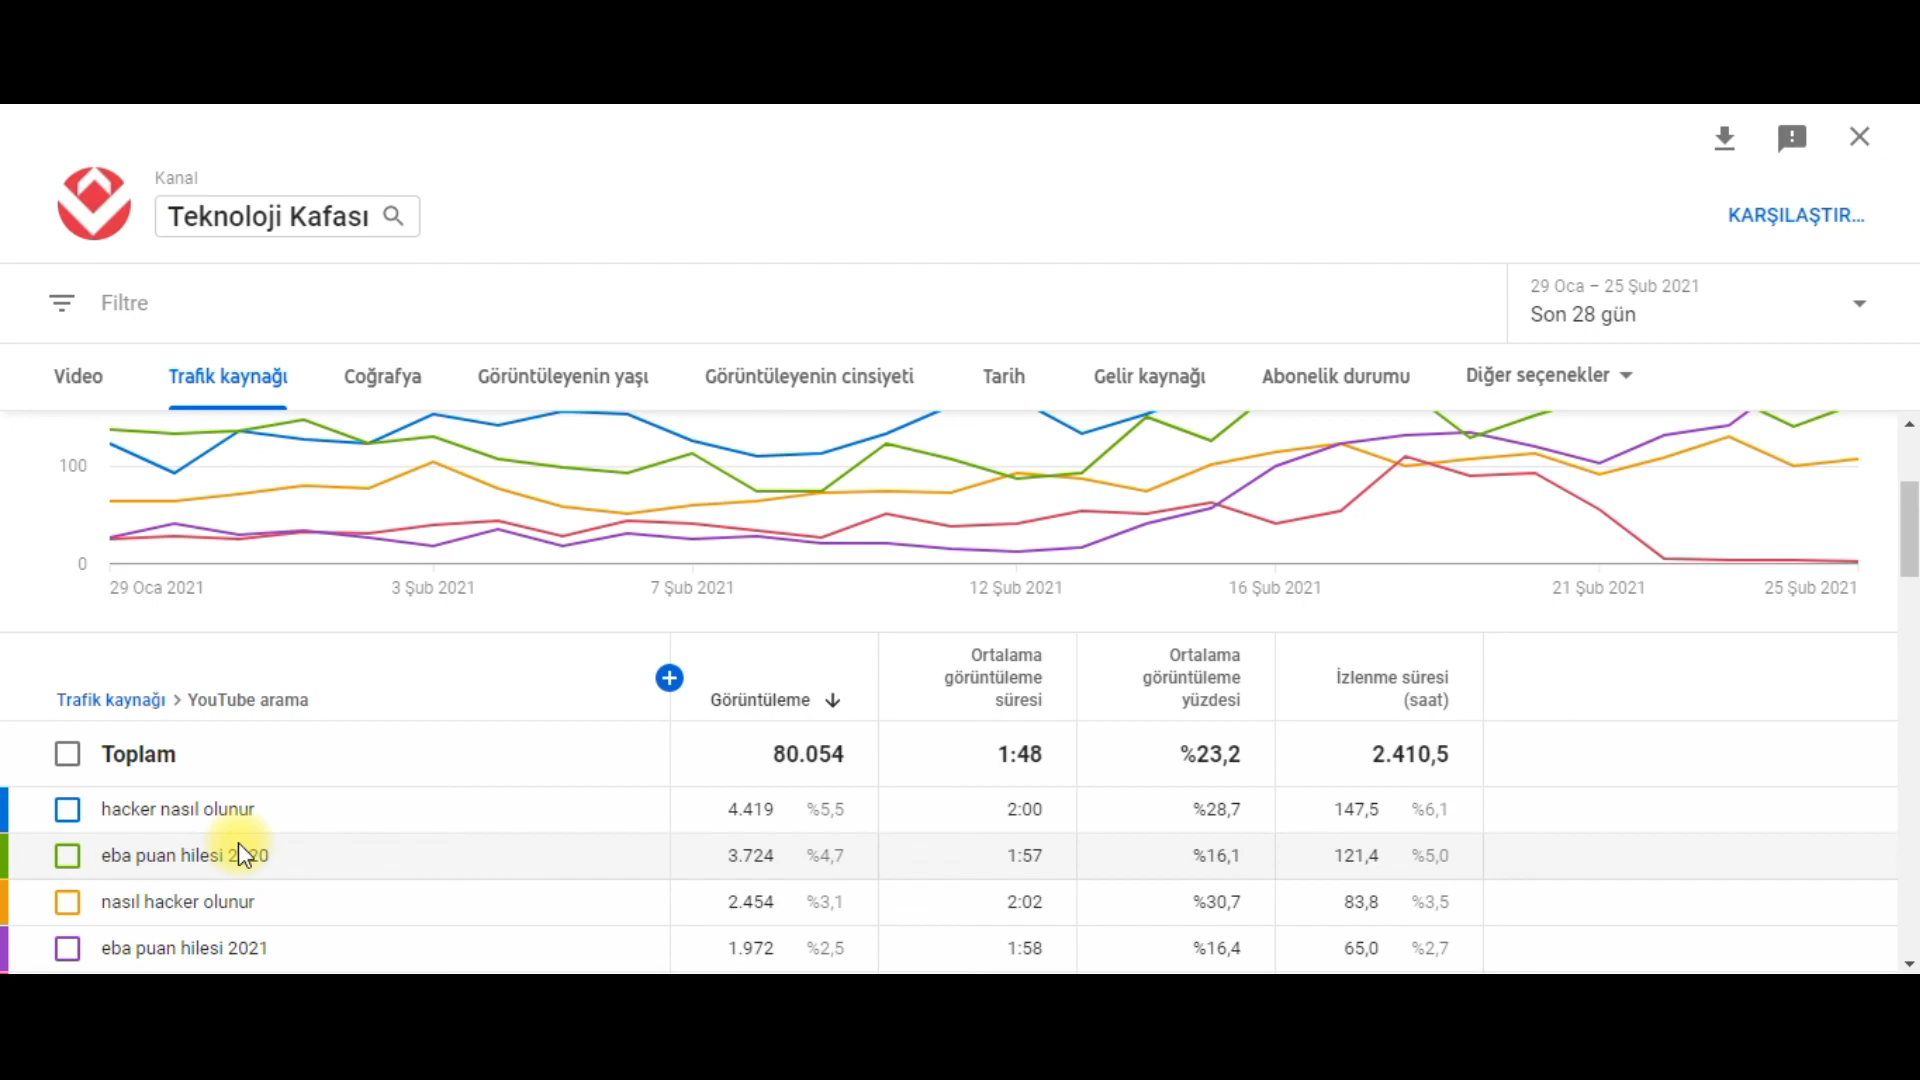 Kanal
Teknoloji Kafası
KARŞILAŞTIR...
Filtre
29 Oca – 25 Şub 2021
Son 28 gün
Video Trafik kaynağı Coğrafya Görüntüleyenin yaşı Görüntüleyenin cinsiyeti Tarih Gelir kaynağı Abonelik durumu Diğer seçenekler
100
0
29 Oca 2021 3 Şub 2021 7 Şub 2021 12 Şub 2021 16 Şub 2021 21 Şub 2021 25 Şub 2021
Trafik kaynağı > YouTube arama
Görüntüleme
Ortalama
görüntüleme
süresi
Ortalama
görüntüleme
yüzdesi
İzlenme süresi
(saat)
Toplam 80.054 1:48 %23,2 2.410,5
hacker nasıl olunur 4.419 %5,5 2:00 %28,7 147,5 %6,1
eba puan hilesi 2020 3.724 %4,7 1:57 %16,1 121,4 %5,0
nasıl hacker olunur 2.454 %3,1 2:02 %30,7 83,8 %3,5
eba puan hilesi 2021 1.972 %2,5 1:58 %16,4 65,0 %2,7